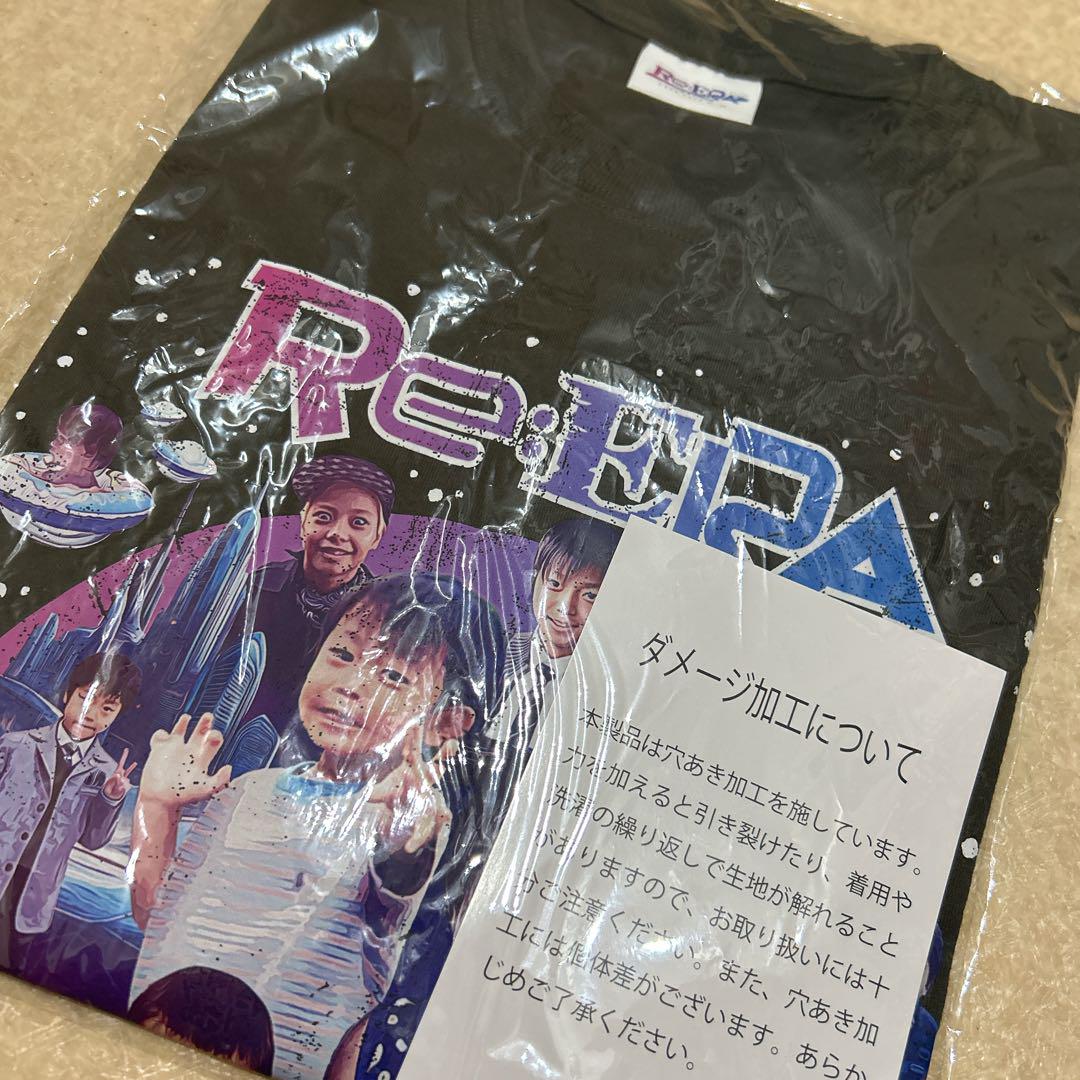 Re:ERA
Re:ERA
ダメージ加工について
本製品は穴あき加工を施しています。
力を加えると引き裂けたり、着用や
洗濯の繰り返しで生地が解れること
がありますので、お取り扱いには十
分ご注意ください。また、穴あき加
工には個体差がございます。あらか
じめご了承ください。